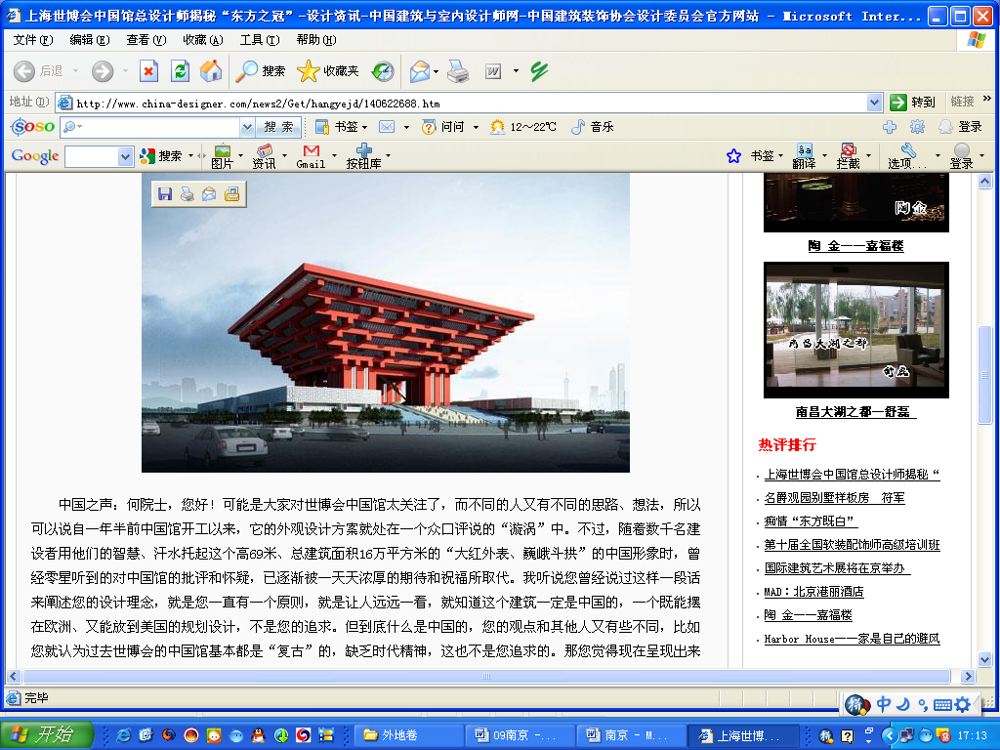 上海世博会中国馆总设计师揭秘“东方之冠”-设计资讯-中国建筑与室内设计师网-中国建筑装饰协会设计委员会官方网站 - Microsoft Inter...
文件(F) 编辑(E) 查看(V) 收藏(A) 工具(T) 帮助(H)
后退 搜索 收藏夹
地址(D) http://www.china-designer.com/news2/Get/hangyejd/140622688.htm 转到 链接 »
SOSO 搜 索 书签 问问 12～22℃ 音乐 登录
Google 搜索 图片 资讯 Gmail 按钮库 书签 翻译 拦截 选项... 登录
陶金
陶 金——嘉福楼
南昌大湖之都
舒磊
南昌大湖之都—舒磊
热评排行
上海世博会中国馆总设计师揭秘“
名爵观园别墅样板房 符军
痴情“东方既白”
第十届全国软装配饰师高级培训班
国际建筑艺术展将在京举办
MAD：北京港丽酒店
陶 金——嘉福楼
Harbor House——家是自己的避风
中国之声：何院士，您好！可能是大家对世博会中国馆太关注了，而不同的人又有不同的思路、想法，所以
可以说自一年半前中国馆开工以来，它的外观设计方案就处在一个众口评说的“漩涡”中。不过，随着数千名建
设者用他们的智慧、汗水托起这个高69米、总建筑面积16万平方米的“大红外表、巍峨斗拱”的中国形象时，曾
经零星听到的对中国馆的批评和怀疑，已逐渐被一天天浓厚的期待和祝福所取代。我听说您曾经说过这样一段话
来阐述您的设计理念，就是您一直有一个原则，就是让人远远一看，就知道这个建筑一定是中国的，一个既能摆
在欧洲、又能放到美国的规划设计，不是您的追求。但到底什么是中国的，您的观点和其他人又有些不同，比如
您就认为过去世博会的中国馆基本都是“复古”的，缺乏时代精神，这也不是您追求的。那您觉得现在呈现出来
完毕
中
开始 外地卷 09南京 -... 南京 - M... 上海世博... 17:13